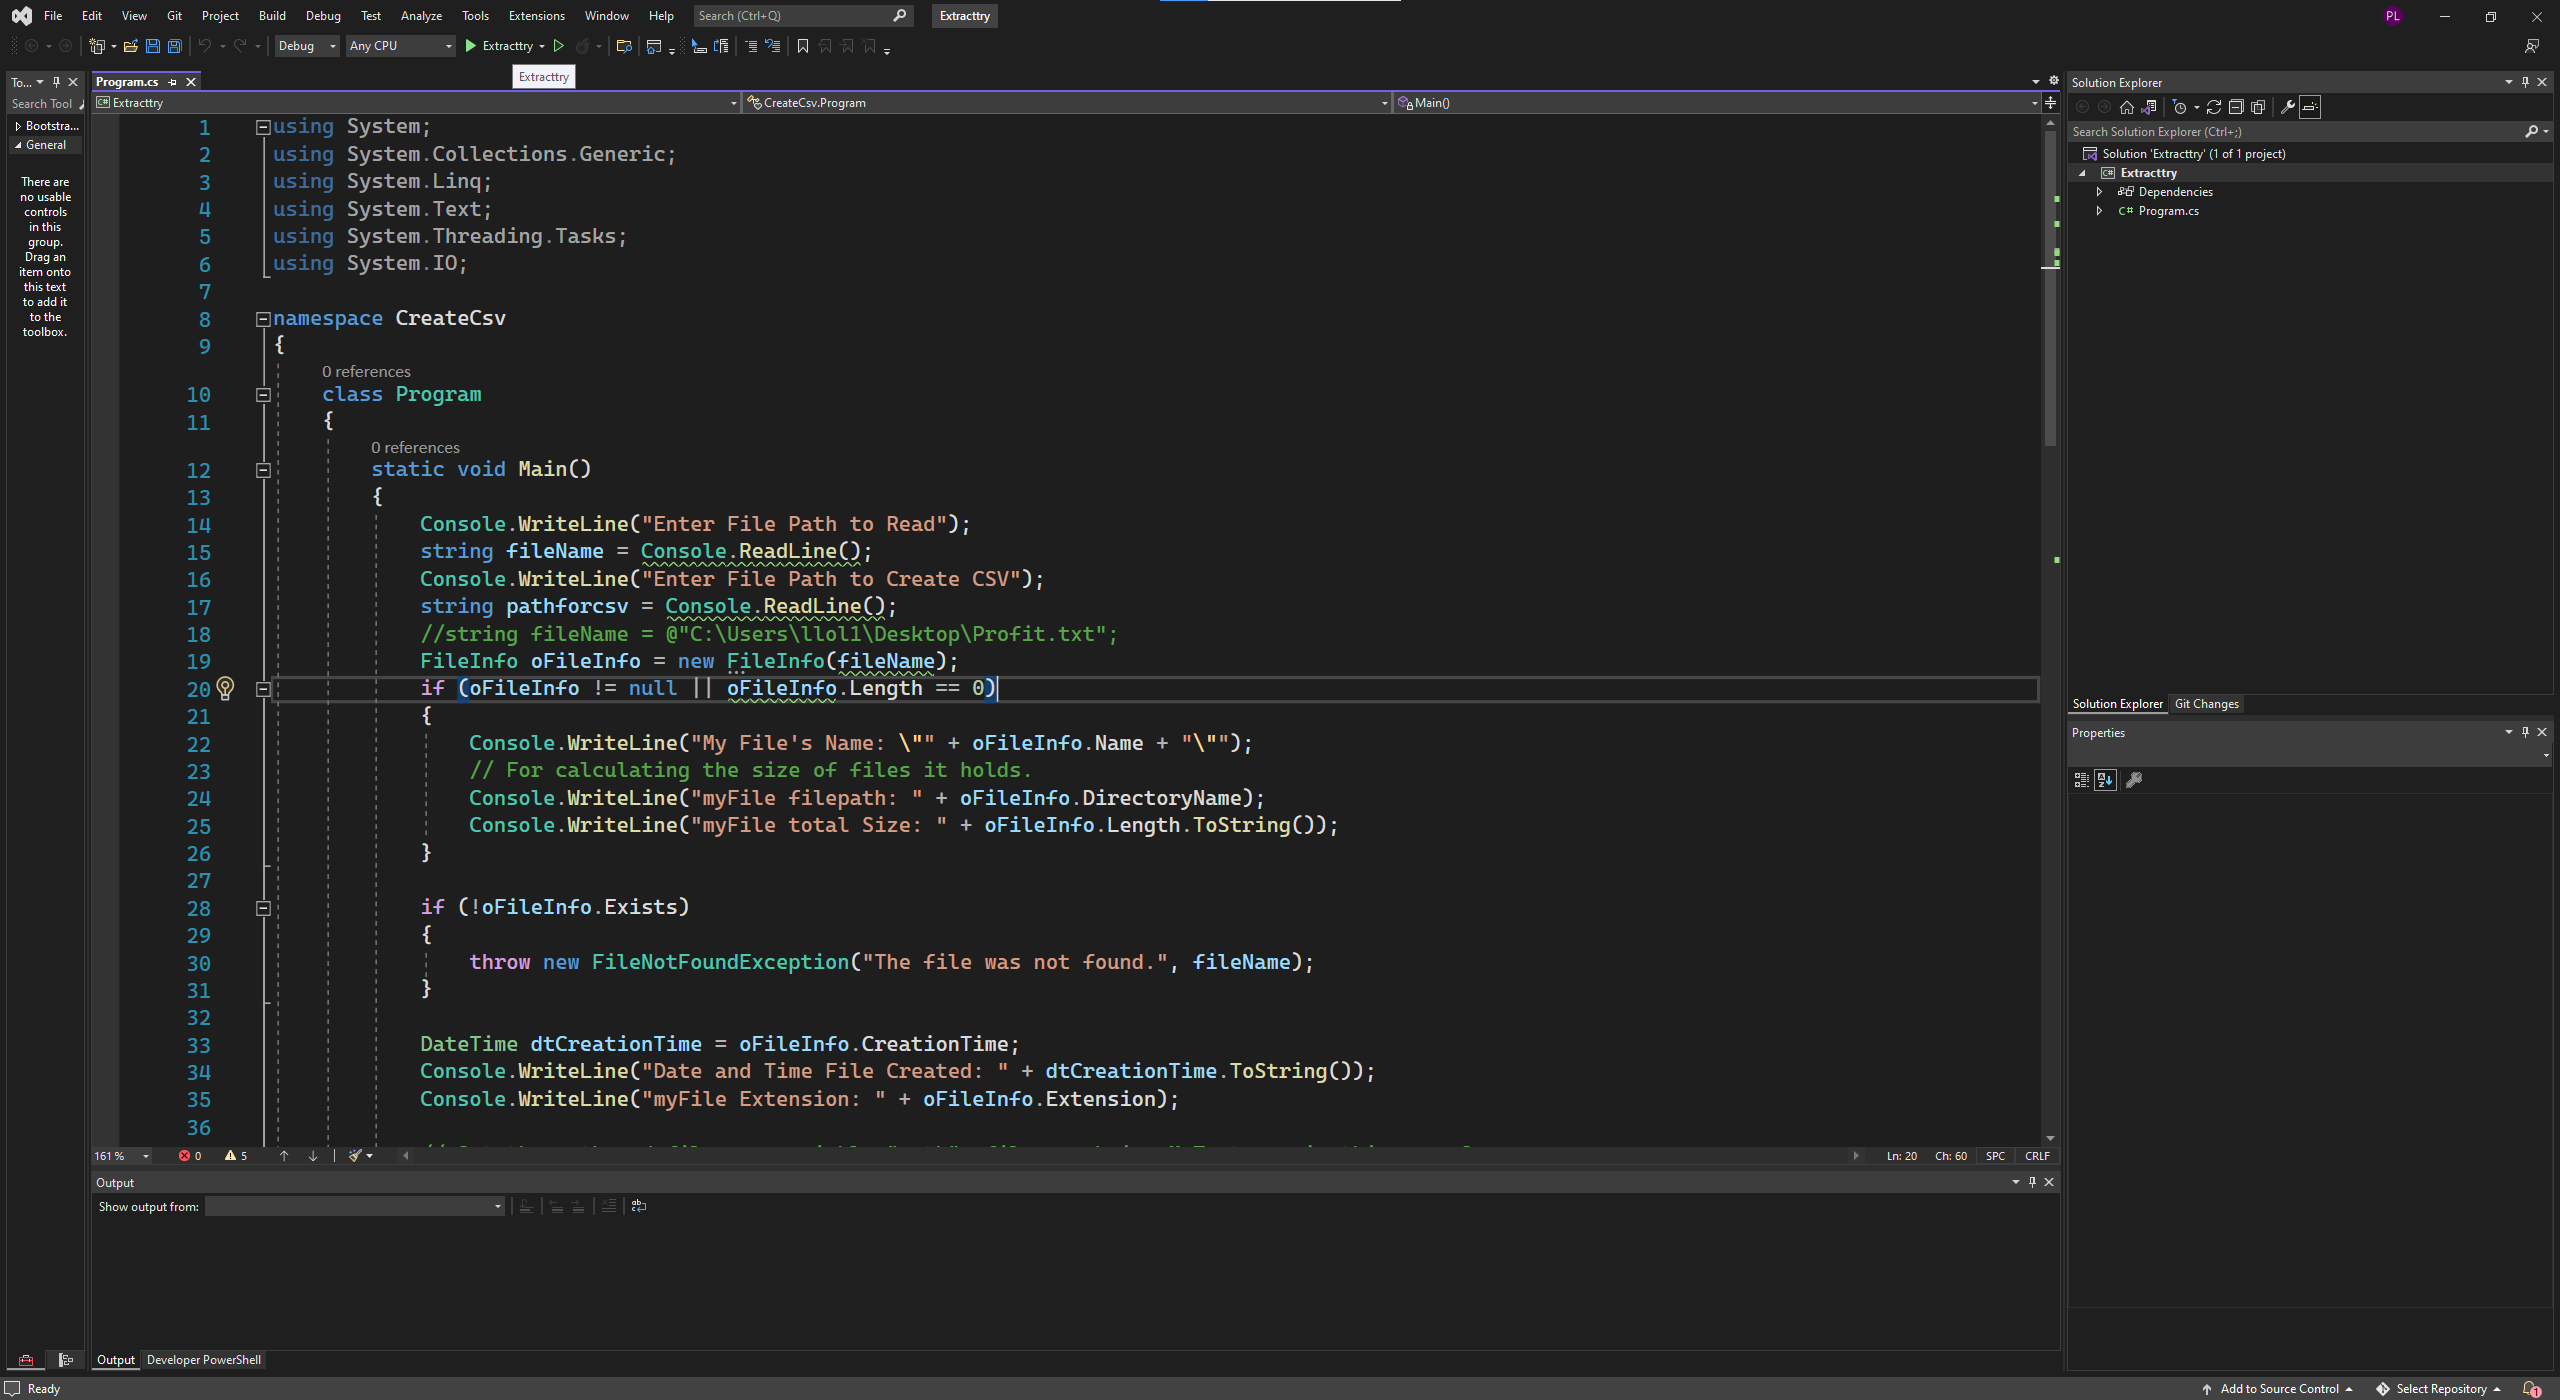 File Edit View Git Project Build Debug Test Analyze Tools Extensions Window Help Search (Ctrl+Q) Extracttry PL
Debug Any CPU Extracttry
Extracttry
To...
Search Tool
Bootstra...
General
There are
no usable
controls
in this
group.
Drag an
item onto
this text
to add it
to the
toolbox.
Program.cs
C# Extracttry CreateCsv.Program Main()
1 using System;
2 using System.Collections.Generic;
3 using System.Linq;
4 using System.Text;
5 using System.Threading.Tasks;
6 using System.IO;
7
8 namespace CreateCsv
9 {
0 references
10 class Program
11 {
0 references
12 static void Main()
13 {
14 Console.WriteLine("Enter File Path to Read");
15 string fileName = Console.ReadLine();
16 Console.WriteLine("Enter File Path to Create CSV");
17 string pathforcsv = Console.ReadLine();
18 //string fileName = @"C:\Users\llol1\Desktop\Profit.txt";
19 FileInfo oFileInfo = new FileInfo(fileName);
20 if (oFileInfo != null || oFileInfo.Length == 0)
21 {
22 Console.WriteLine("My File's Name: \"" + oFileInfo.Name + "\"");
23 // For calculating the size of files it holds.
24 Console.WriteLine("myFile filepath: " + oFileInfo.DirectoryName);
25 Console.WriteLine("myFile total Size: " + oFileInfo.Length.ToString());
26 }
27
28 if (!oFileInfo.Exists)
29 {
30 throw new FileNotFoundException("The file was not found.", fileName);
31 }
32
33 DateTime dtCreationTime = oFileInfo.CreationTime;
34 Console.WriteLine("Date and Time File Created: " + dtCreationTime.ToString());
35 Console.WriteLine("myFile Extension: " + oFileInfo.Extension);
36
161 % 0 5 Ln: 20 Ch: 60 SPC CRLF
Output
Show output from:
Output Developer PowerShell
Solution Explorer
Search Solution Explorer (Ctrl+;)
Solution 'Extracttry' (1 of 1 project)
C# Extracttry
Dependencies
C# Program.cs
Solution Explorer Git Changes
Properties
Ready Add to Source Control Select Repository 1